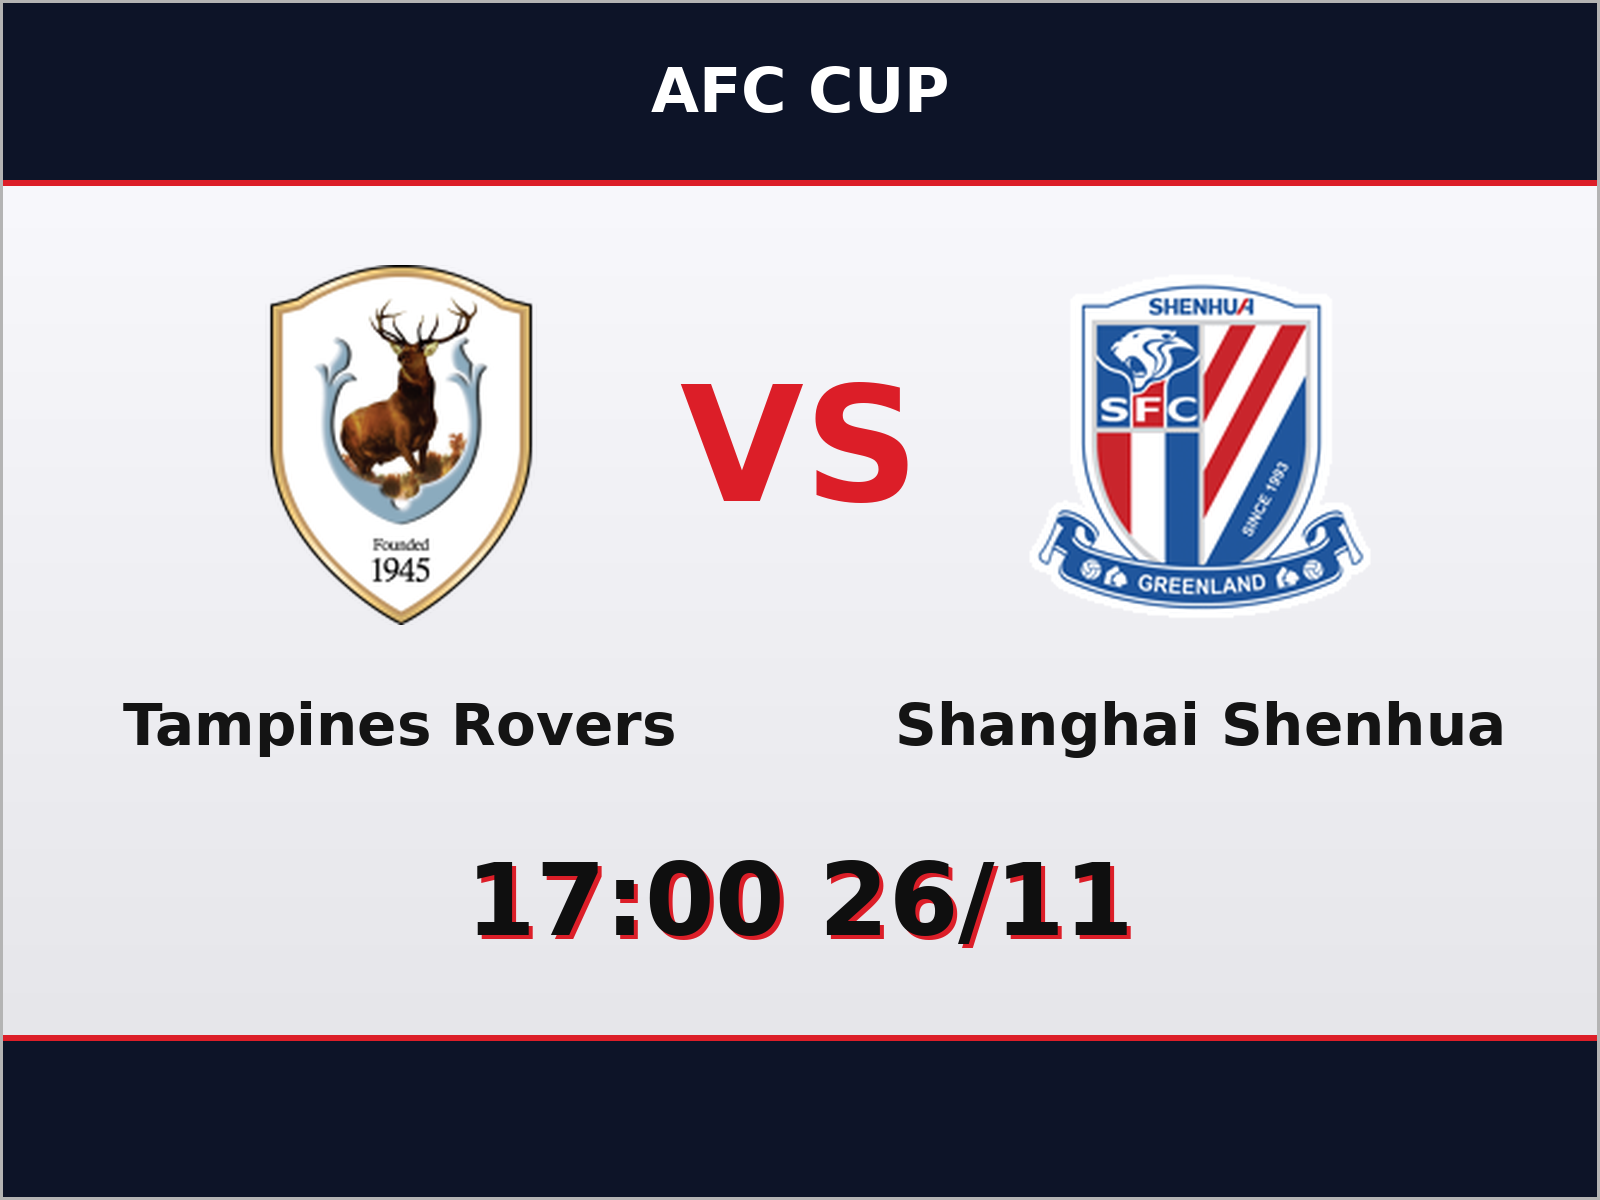 AFC CUP
Founded
1945
VS
SHENHUA
SFC
SINCE 1993
GREENLAND
Tampines Rovers
Shanghai Shenhua
17:00 26/11